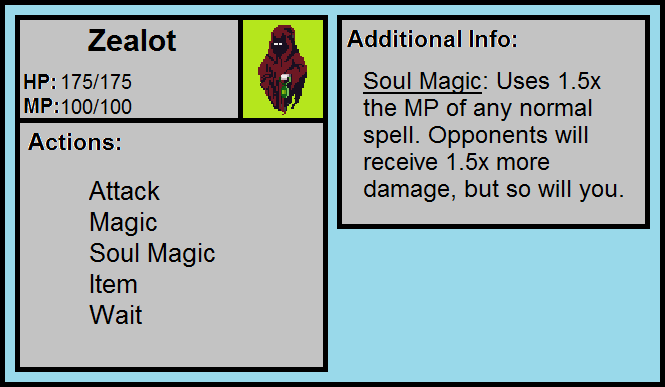 Zealot
HP: 175/175
MP:100/100
Actions:
Attack
Magic
Soul Magic
Item
Wait
Additional Info:
Soul Magic: Uses 1.5x
the MP of any normal
spell. Opponents will
receive 1.5x more
damage, but so will you.